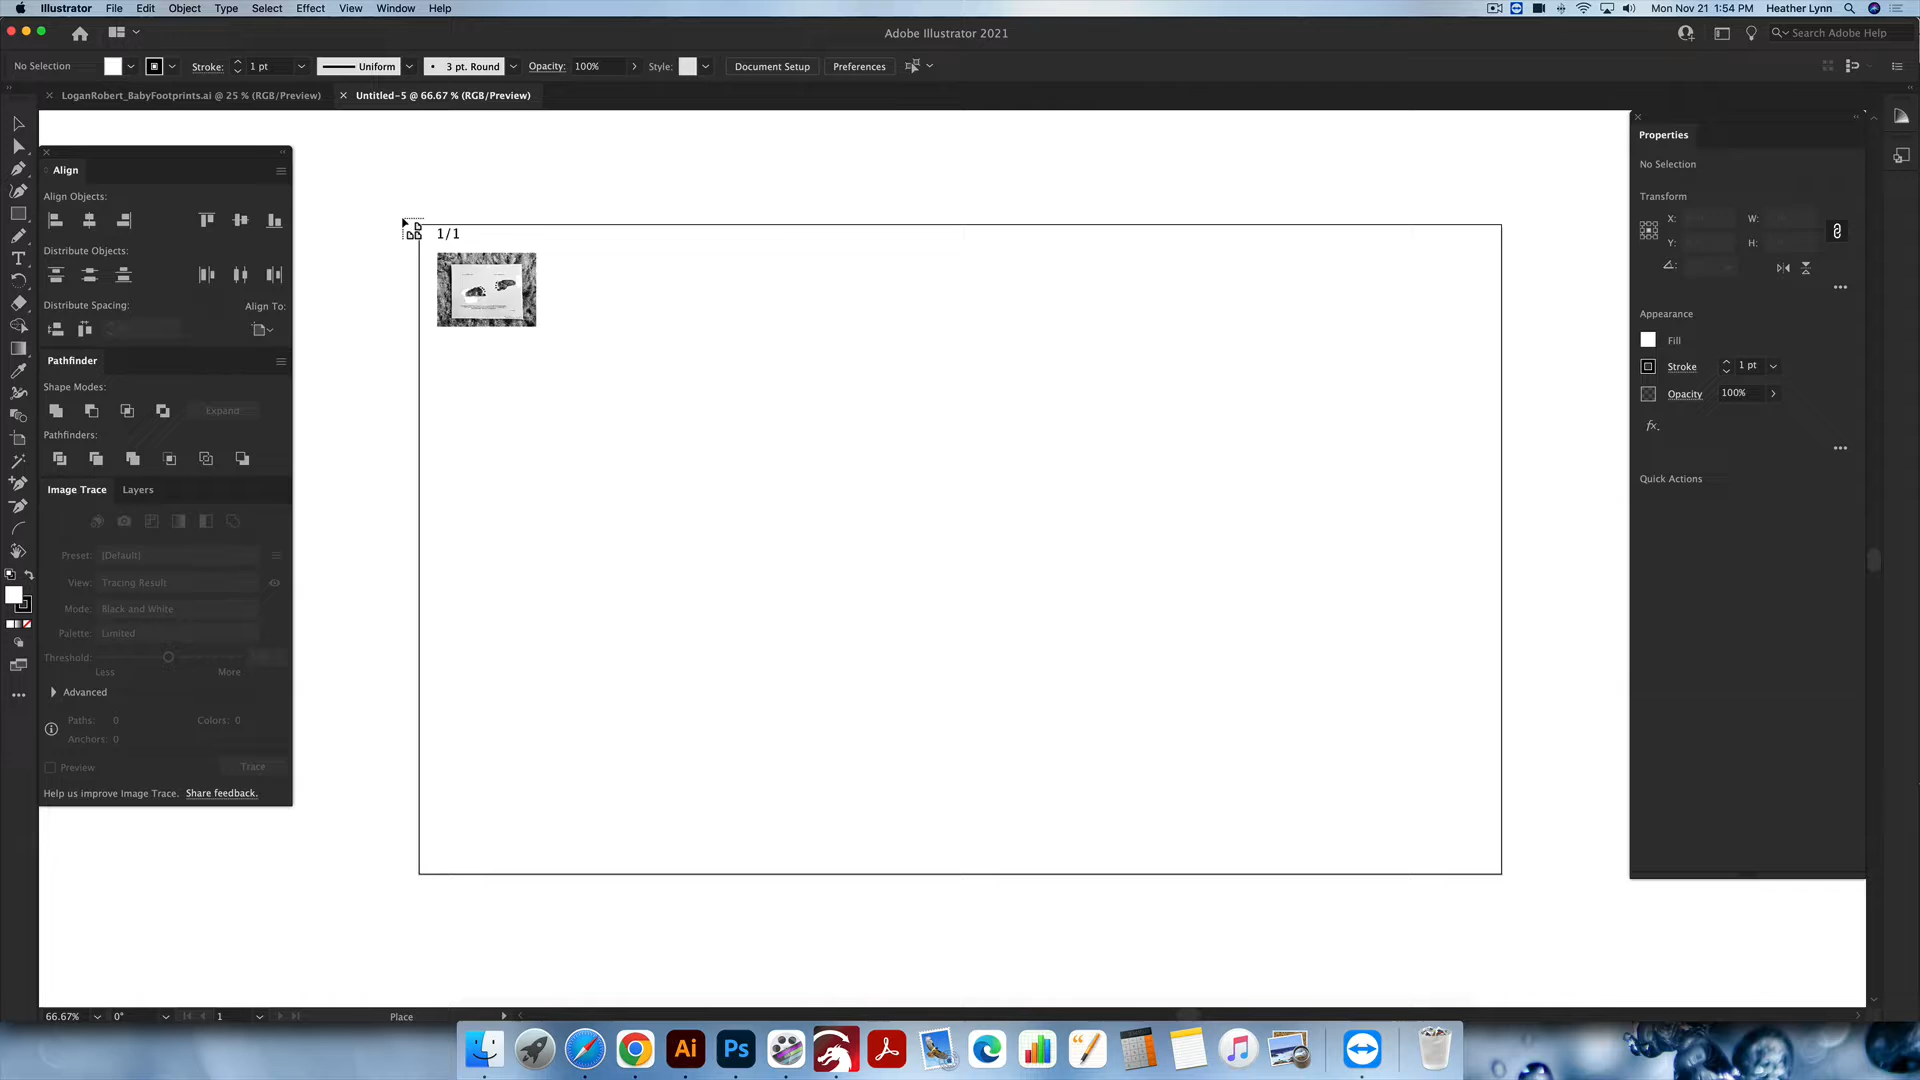 Illustrator File Edit Object Type Select Effect View Window Help
Mon Nov 21 1:54 PM Heather Lynn
Adobe Illustrator 2021
Search Adobe Help
No Selection
Stroke: 1 pt
Uniform
3 pt. Round
Opacity: 100%
Style:
Document Setup
Preferences
LoganRobert_BabyFootprints.ai @ 25 % (RGB/Preview)
Untitled-5 @ 66.67 % (RGB/Preview)
Align
Align Objects:
Distribute Objects:
Distribute Spacing:
Align To:
Pathfinder
Shape Modes:
Expand
Pathfinders:
Image Trace Layers
Preset: [Default]
View: Tracing Result
Mode: Black and White
Palette: Limited
Threshold:
Less More
Advanced
Paths: 0 Colors: 0
Anchors: 0
Preview
Trace
Help us improve Image Trace. Share feedback.
1/1
Properties
No Selection
Transform
X: W:
Y: H:
Appearance
Fill
Stroke 1 pt
Opacity 100%
fx.
Quick Actions
66.67% 0° 1 Place
Ai Ps